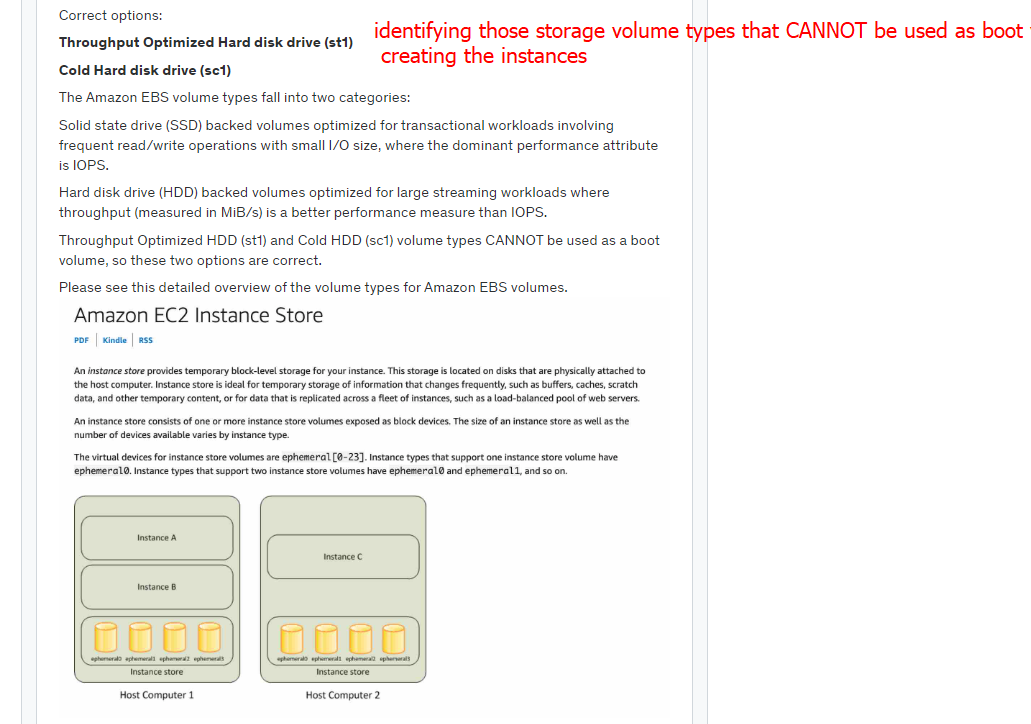 Correct options:
identifying those storage volume types that CANNOT be used as boot
Throughput Optimized Hard disk drive (st1)
creating the instances
Cold Hard disk drive (sc1)
The Amazon EBS volume types fall into two categories:
Solid state drive (SSD) backed volumes optimized for transactional workloads involving
frequent read/write operations with small I/O size, where the dominant performance attribute
is IOPS.
Hard disk drive (HDD) backed volumes optimized for large streaming workloads where
throughput (measured in MiB/s) is a better performance measure than IOPS.
Throughput Optimized HDD (st1) and Cold HDD (sc1) volume types CANNOT be used as a boot
volume, so these two options are correct.
Please see this detailed overview of the volume types for Amazon EBS volumes.
Amazon EC2 Instance Store
PDF | Kindle | RSS
An instance store provides temporary block-level storage for your instance. This storage is located on disks that are physically attached to
the host computer. Instance store is ideal for temporary storage of information that changes frequently, such as buffers, caches, scratch
data, and other temporary content, or for data that is replicated across a fleet of instances, such as a load-balanced pool of web servers.
An instance store consists of one or more instance store volumes exposed as block devices. The size of an instance store as well as the
number of devices available varies by instance type.
The virtual devices for instance store volumes are ephemeral[0-23]. Instance types that support one instance store volume have
ephemeral0. Instance types that support two instance store volumes have ephemeral0 and ephemeral1, and so on.
Instance A
Instance B
Instance C
ephemeral0 ephemeral1 ephemeral2 ephemeral3
ephemeral0 ephemeral1 ephemeral2 ephemeral3
Instance store
Instance store
Host Computer 1
Host Computer 2